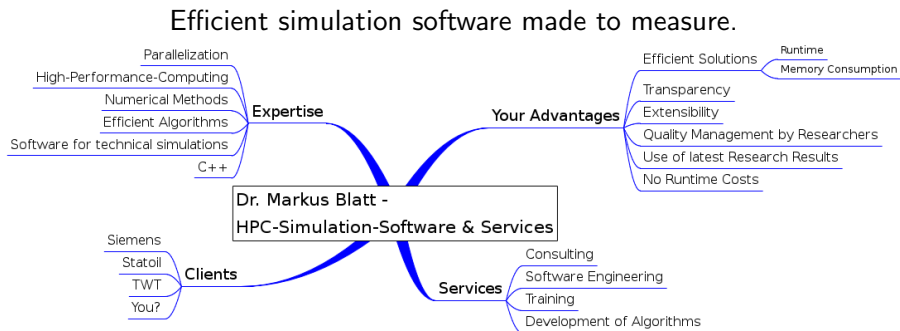 Efficient simulation software made to measure.
Parallelization
High-Performance-Computing
Numerical Methods
Efficient Algorithms
Software for technical simulations
C++
Expertise
Your Advantages
Efficient Solutions
Runtime
Memory Consumption
Transparency
Extensibility
Quality Management by Researchers
Use of latest Research Results
No Runtime Costs
Dr. Markus Blatt -
HPC-Simulation-Software & Services
Siemens
Statoil
TWT
You?
Clients
Services
Consulting
Software Engineering
Training
Development of Algorithms